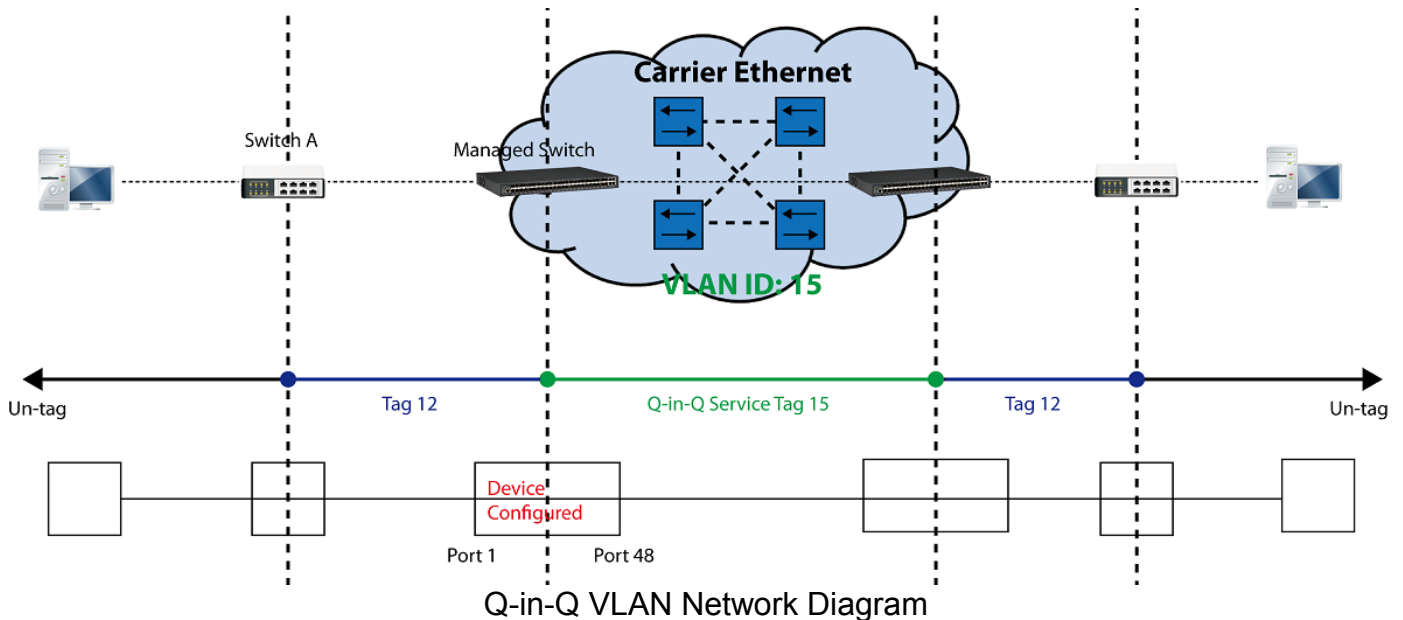 Carrier Ethernet
Switch A
Managed Switch
VLAN ID: 15
Un-tag
Tag 12
Q-in-Q Service Tag 15
Tag 12
Un-tag
Device
Configured
Port 1
Port 48
Q-in-Q VLAN Network Diagram